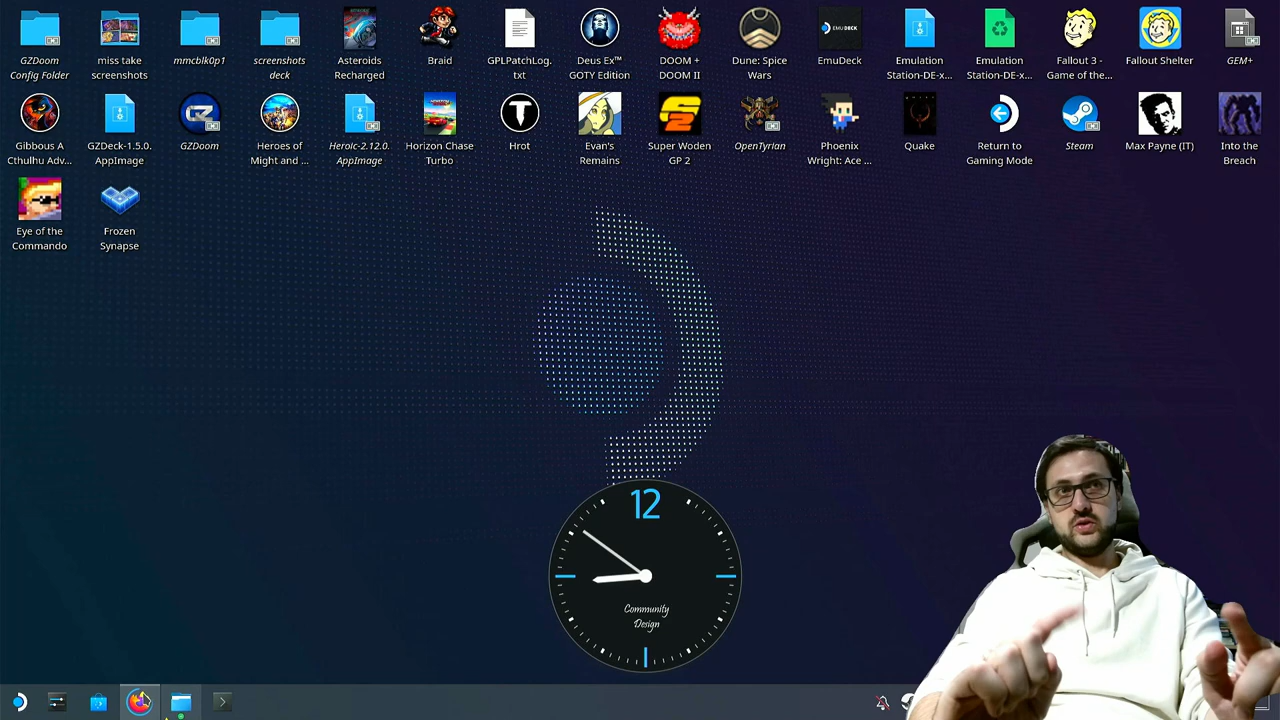 GZDoom
Config Folder
miss take
screenshots
mmcblk0p1
screenshots
deck
Asteroids
Recharged
Braid
GPLPatchLog.
txt
Deus Ex™
GOTY Edition
DOOM +
DOOM II
Dune: Spice
Wars
EMUDECK
EmuDeck
Emulation
Station-DE-x...
Emulation
Station-DE-x...
Fallout 3 -
Game of the...
Fallout Shelter
GEM+
Gibbous A
Cthulhu Adv...
GZDeck-1.5.0.
AppImage
GZDoom
Heroes of
Might and ...
Heroic-2.12.0.
AppImage
Horizon Chase
Turbo
Hrot
Evan's
Remains
Super Woden
GP 2
OpenTyrian
Phoenix
Wright: Ace ...
Quake
Return to
Gaming Mode
Steam
Max Payne (IT)
Into the
Breach
Eye of the
Commando
Frozen
Synapse
12
Community
Design